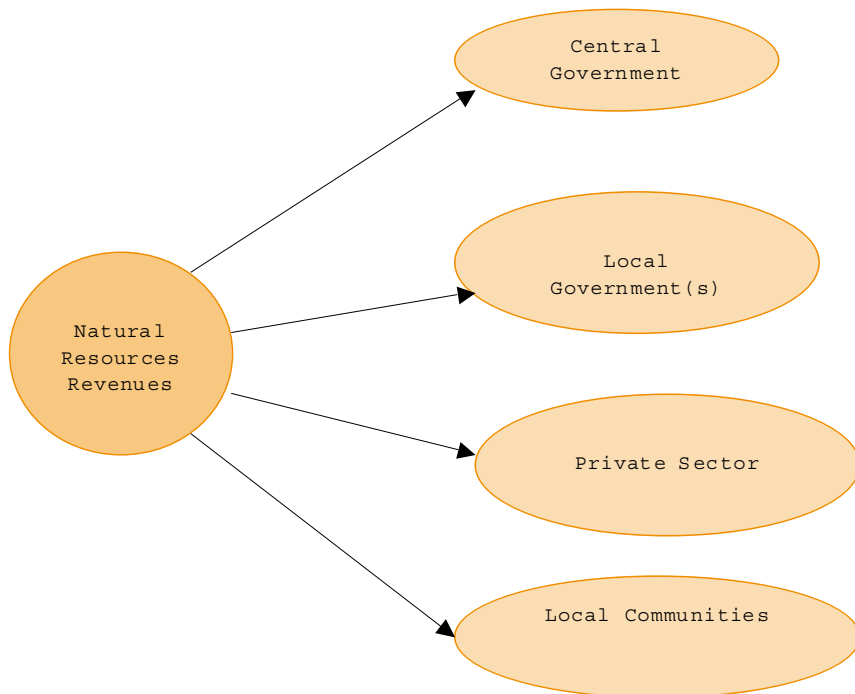 Central
Government
Local
Government(s)
Natural
Resources
Revenues
Private Sector
Local Communities